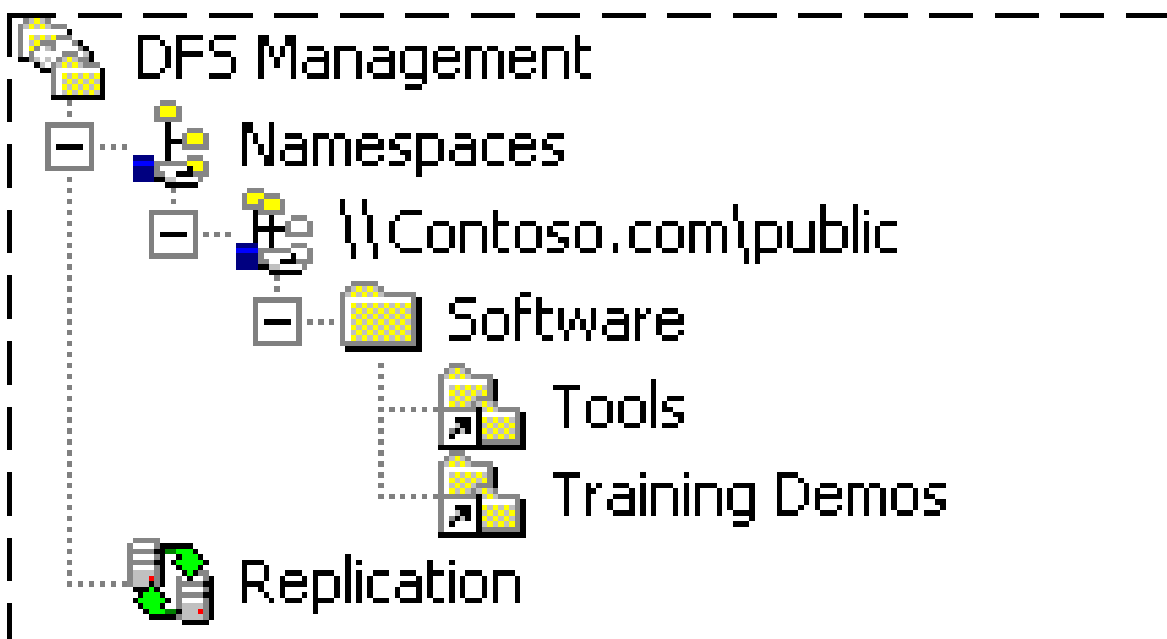 DFS Management
Namespaces
\\Contoso.com\public
Software
Tools
Training Demos
Replication